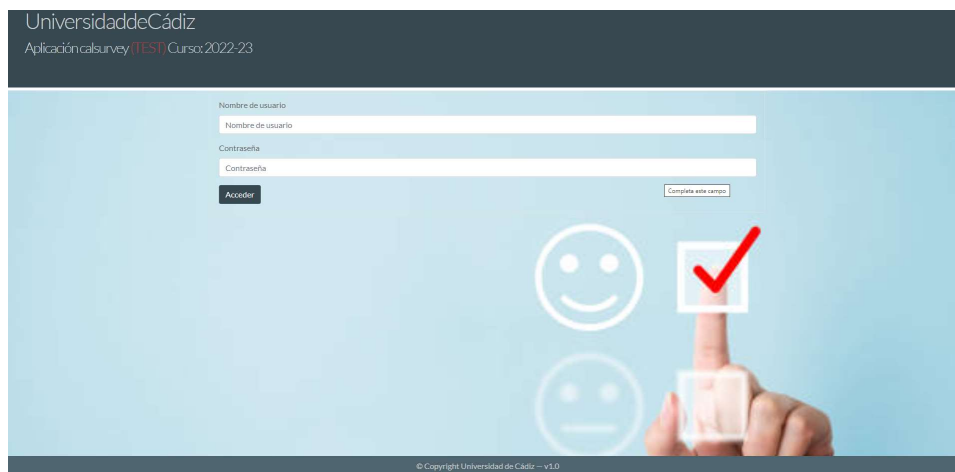 UniversidaddeCádiz
Aplicación calsurvey (TEST) Curso: 2022-23
Nombre de usuario
Nombre de usuario
Contraseña
Contraseña
Acceder
Completa este campo
© Copyright Universidad de Cádiz — v1.0